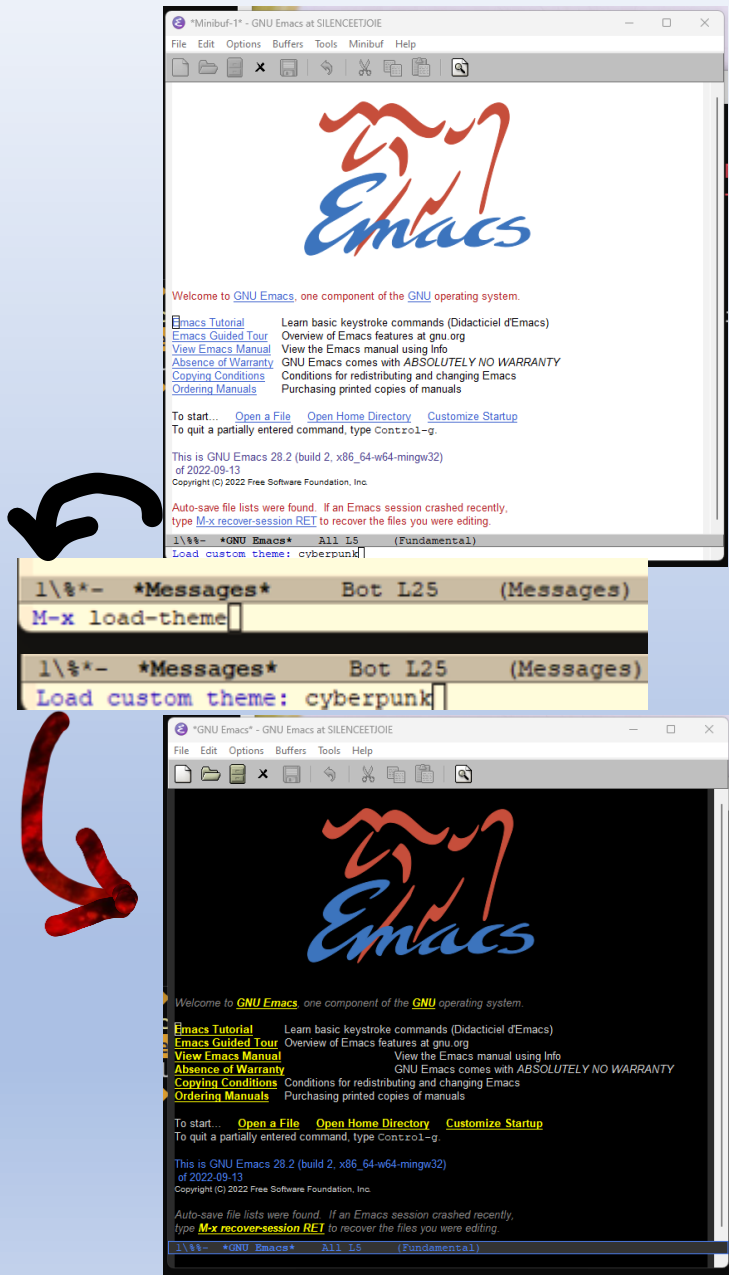 *Minibuf-1* - GNU Emacs at SILENCEETJOIE
File Edit Options Buffers Tools Minibuf Help
Emacs
Welcome to GNU Emacs, one component of the GNU operating system.
Emacs Tutorial Learn basic keystroke commands (Didacticiel d'Emacs)
Emacs Guided Tour Overview of Emacs features at gnu.org
View Emacs Manual View the Emacs manual using Info
Absence of Warranty GNU Emacs comes with ABSOLUTELY NO WARRANTY
Copying Conditions Conditions for redistributing and changing Emacs
Ordering Manuals Purchasing printed copies of manuals
To start... Open a File Open Home Directory Customize Startup
To quit a partially entered command, type Control-g.
This is GNU Emacs 28.2 (build 2, x86_64-w64-mingw32)
of 2022-09-13
Copyright (C) 2022 Free Software Foundation, Inc.
Auto-save file lists were found. If an Emacs session crashed recently,
type M-x recover-session RET to recover the files you were editing.
1\%%- *GNU Emacs* All L5 (Fundamental)
Load custom theme: cyberpunk
1\%*- *Messages* Bot L25 (Messages)
M-x load-theme
1\%*- *Messages* Bot L25 (Messages)
Load custom theme: cyberpunk
*GNU Emacs* - GNU Emacs at SILENCEETJOIE
File Edit Options Buffers Tools Help
Emacs
Welcome to GNU Emacs, one component of the GNU operating system.
Emacs Tutorial Learn basic keystroke commands (Didacticiel d'Emacs)
Emacs Guided Tour Overview of Emacs features at gnu.org
View Emacs Manual View the Emacs manual using Info
Absence of Warranty GNU Emacs comes with ABSOLUTELY NO WARRANTY
Copying Conditions Conditions for redistributing and changing Emacs
Ordering Manuals Purchasing printed copies of manuals
To start... Open a File Open Home Directory Customize Startup
To quit a partially entered command, type Control-g.
This is GNU Emacs 28.2 (build 2, x86_64-w64-mingw32)
of 2022-09-13
Copyright (C) 2022 Free Software Foundation, Inc.
Auto-save file lists were found. If an Emacs session crashed recently,
type M-x recover-session RET to recover the files you were editing.
1\%%- *GNU Emacs* All L5 (Fundamental)